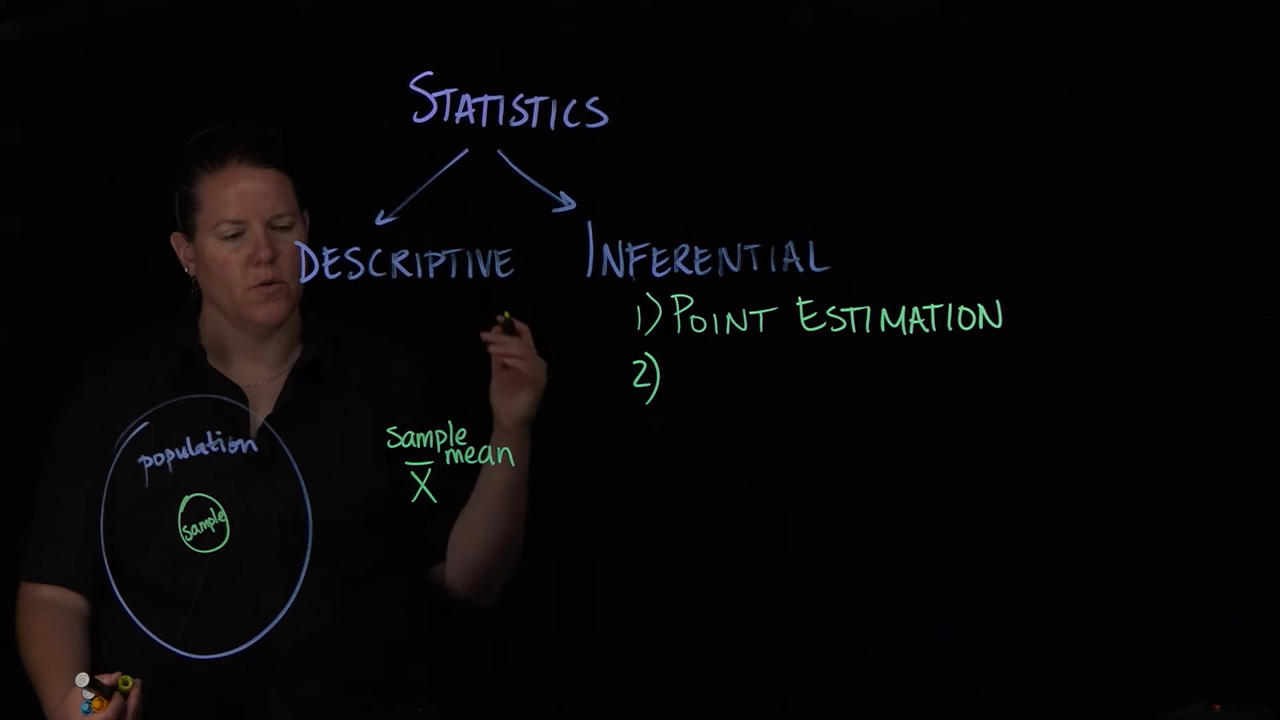 STATISTICS
DESCRIPTIVE INFERENTIAL
1) POINT ESTIMATION
2)
population
sample
sample
mean
X̅